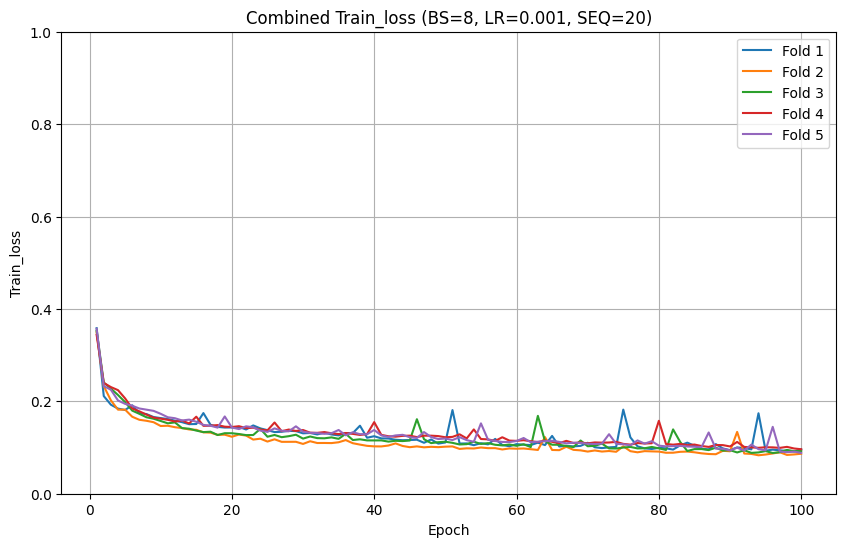 Combined Train_loss (BS=8, LR=0.001, SEQ=20)
1.0
0.8
0.6
0.4
0.2
0.0
Train_loss
0
20
40
60
80
100
Epoch
Fold 1
Fold 2
Fold 3
Fold 4
Fold 5